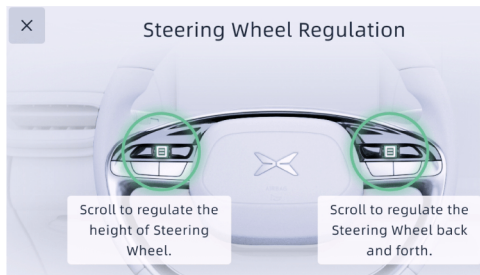 Steering Wheel Regulation
Scroll to regulate the
height of Steering
Wheel.
Scroll to regulate the
Steering Wheel back
and forth.